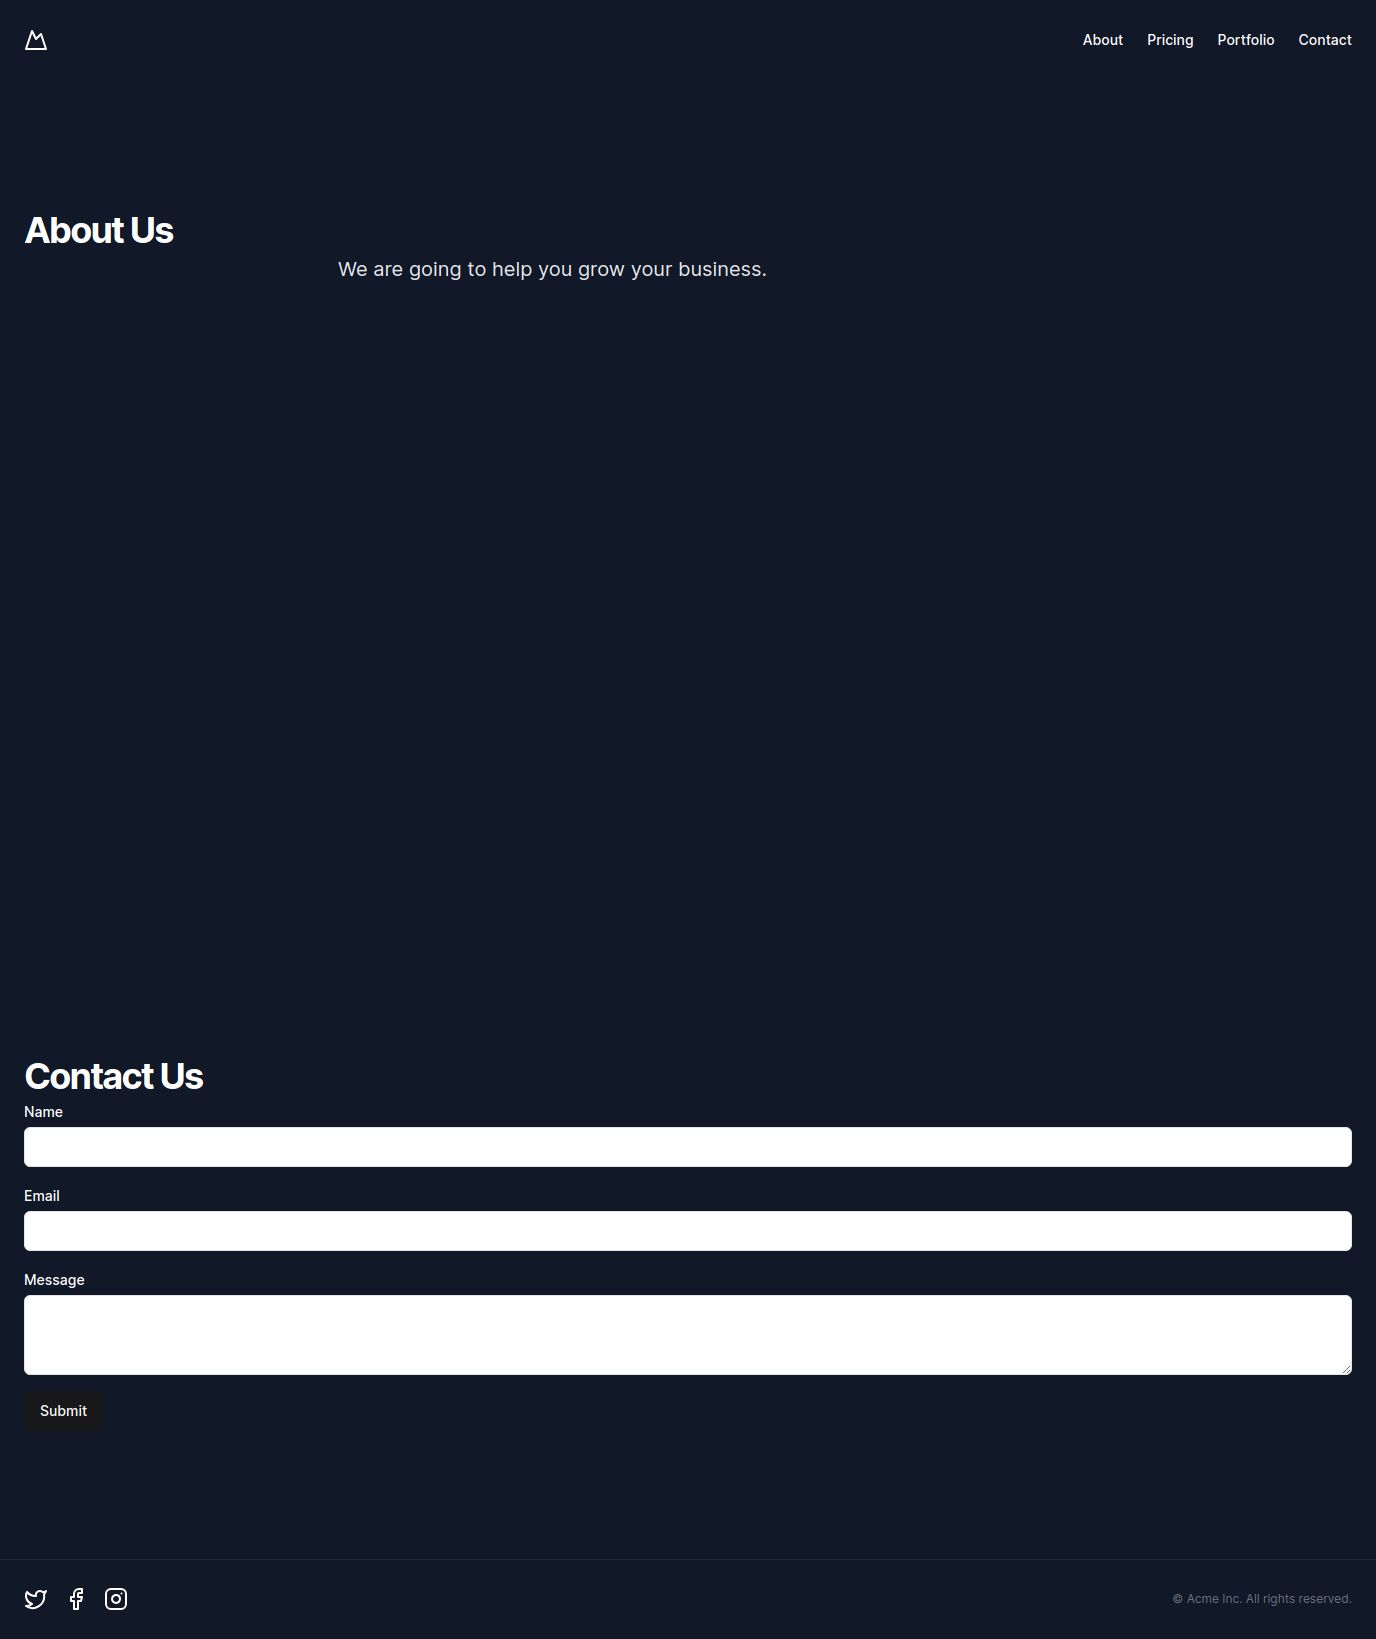 About Pricing Portfolio Contact
About Us
We are going to help you grow your business.
Contact Us
Name
Email
Message
Submit
© Acme Inc. All rights reserved.